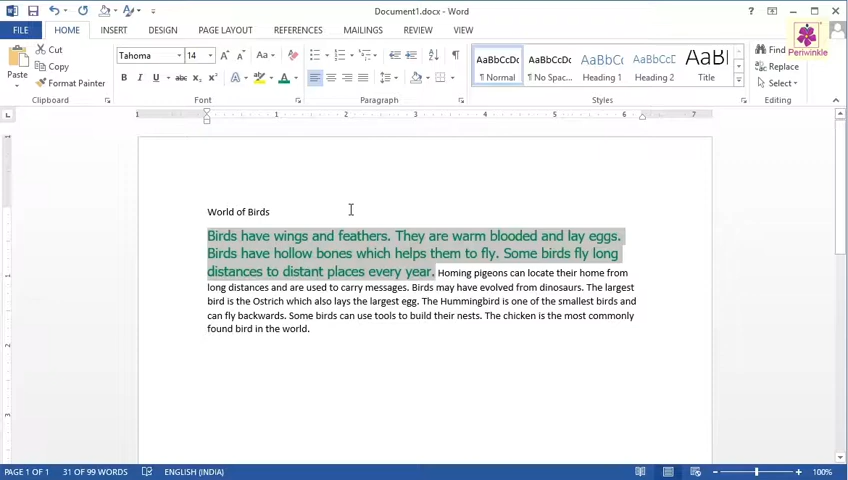 Document1.docx - Word
FILE HOME INSERT DESIGN PAGE LAYOUT REFERENCES MAILINGS REVIEW VIEW
Periwinkle
Paste
Cut
Copy
Format Painter
Clipboard
Tahoma 14
Font
Paragraph
AaBbCcDc AaBbCcDc AaBbCc AaBbCcD AaBl
¶ Normal ¶ No Spac... Heading 1 Heading 2 Title
Styles
Find
Replace
Select
Editing
World of Birds
Birds have wings and feathers. They are warm blooded and lay eggs.
Birds have hollow bones which helps them to fly. Some birds fly long
distances to distant places every year. Homing pigeons can locate their home from
long distances and are used to carry messages. Birds may have evolved from dinosaurs. The largest
bird is the Ostrich which also lays the largest egg. The Hummingbird is one of the smallest birds and
can fly backwards. Some birds can use tools to build their nests. The chicken is the most commonly
found bird in the world.
PAGE 1 OF 1 31 OF 99 WORDS ENGLISH (INDIA) 100%